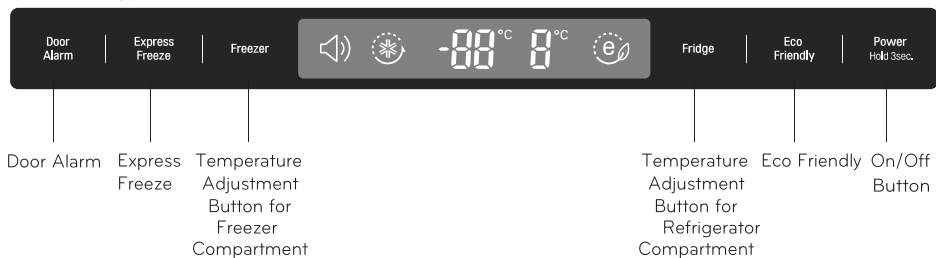 Door
Alarm
Express
Freeze
Freezer
-88°C 8°C
e
Fridge
Eco
Friendly
Power
Hold 3sec.
Door Alarm
Express
Freeze
Temperature
Adjustment
Button for
Freezer
Compartment
Temperature
Adjustment
Button for
Refrigerator
Compartment
Eco Friendly
On/Off
Button